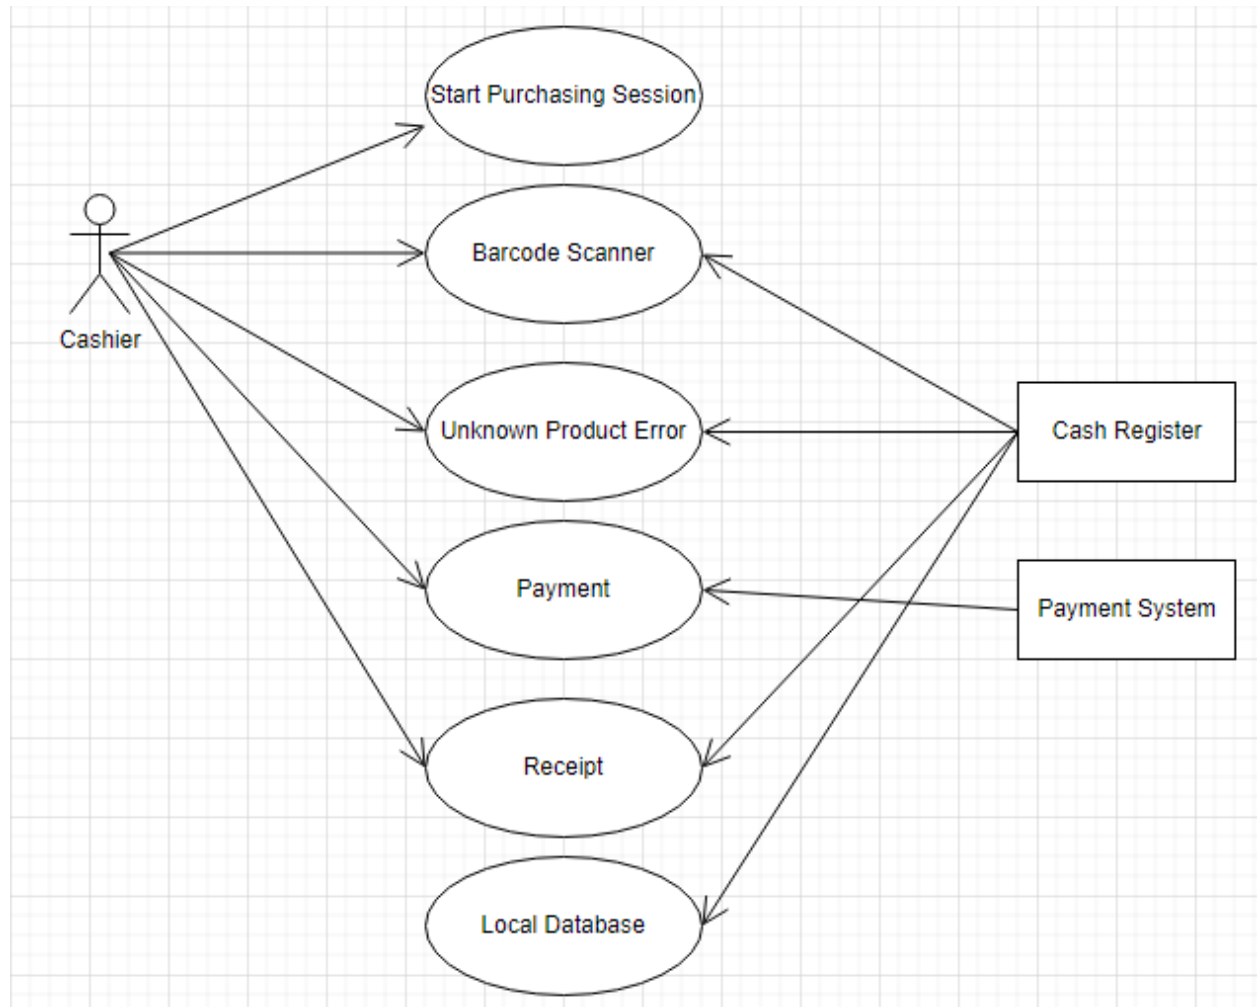 Start Purchasing Session
Barcode Scanner
Cashier
Unknown Product Error
Cash Register
Payment
Payment System
Receipt
Local Database